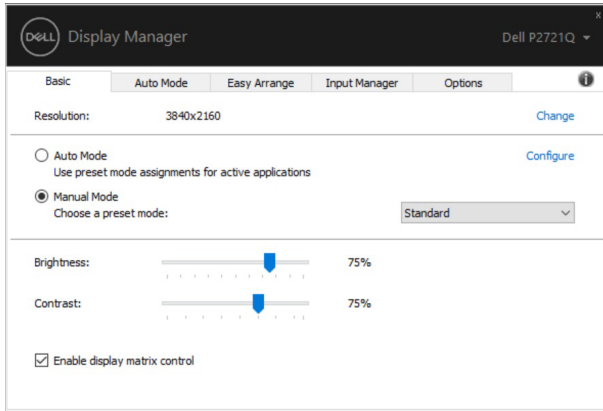 DELL Display Manager
Dell P2721Q
x
Basic Auto Mode Easy Arrange Input Manager Options
Resolution: 3840x2160 Change
Auto Mode Configure
Use preset mode assignments for active applications
Manual Mode
Choose a preset mode: Standard
Brightness: 75%
Contrast: 75%
Enable display matrix control